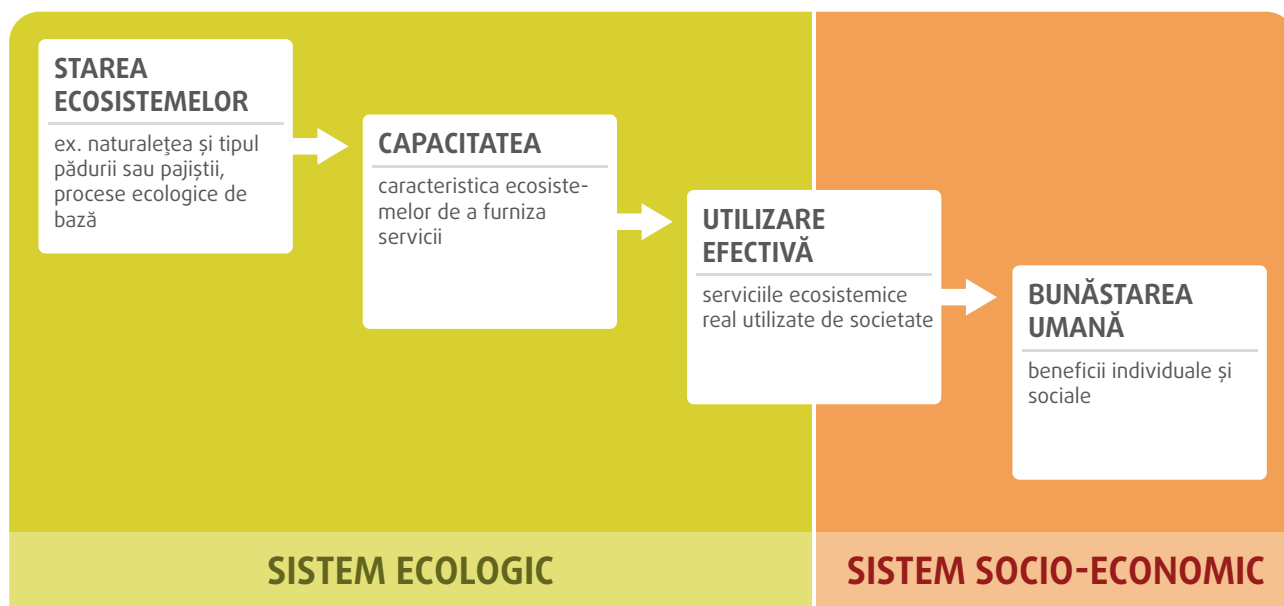 STAREA
ECOSISTEMELOR
ex. naturalețea și tipul
pădurii sau pajiștii,
procese ecologice de
bază
CAPACITATEA
caracteristica ecosiste-
melor de a furniza
servicii
UTILIZARE
EFECTIVĂ
serviciile ecosistemice
real utilizate de societate
BUNĂSTAREA
UMANĂ
beneficii individuale și
sociale
SISTEM ECOLOGIC
SISTEM SOCIO-ECONOMIC